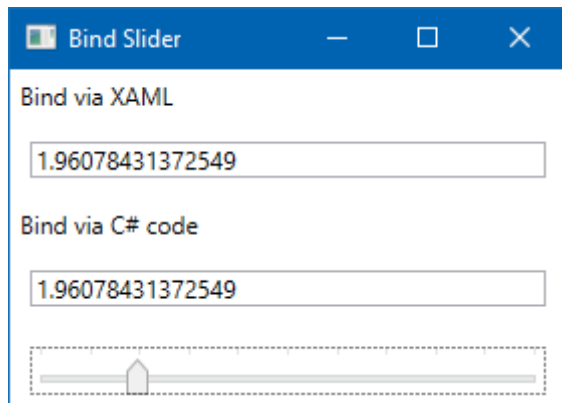 Bind Slider
Bind via XAML
1.96078431372549
Bind via C# code
1.96078431372549